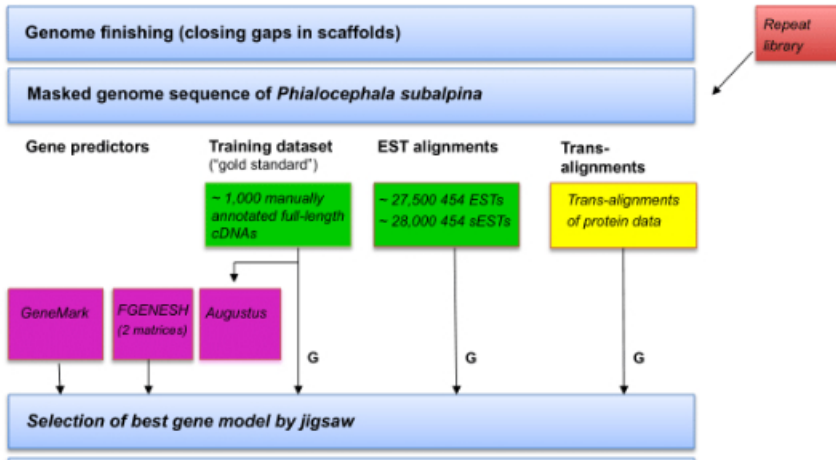 Genome finishing (closing gaps in scaffolds)
Repeat
library
Masked genome sequence of Phialocephala subalpina
Gene predictors
Training dataset
("gold standard")
EST alignments
Trans-
alignments
~ 1,000 manually
annotated full-length
cDNAs
~ 27,500 454 ESTs
~ 28,000 454 sESTs
Trans-alignments
of protein data
GeneMark
FGENESH
(2 matrices)
Augustus
G
G
G
Selection of best gene model by jigsaw